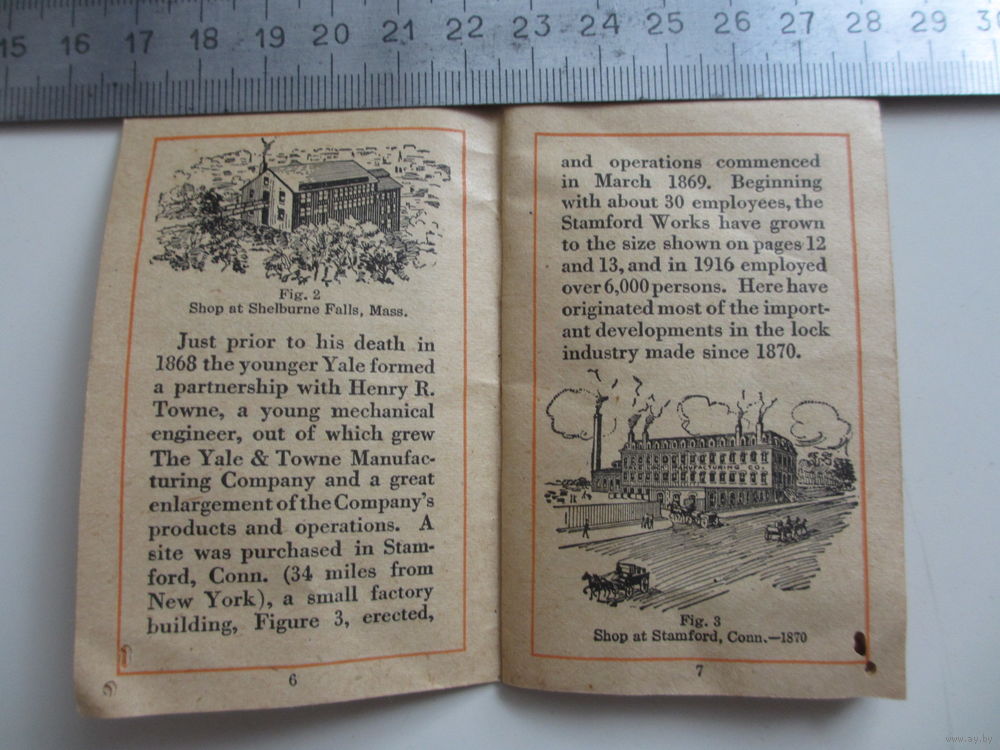 15 16 17 18 19 20 21 22 23 24 25 26 27 28 29 30
Fig. 2
Shop at Shelburne Falls, Mass.
Just prior to his death in
1868 the younger Yale formed
a partnership with Henry R.
Towne, a young mechanical
engineer, out of which grew
The Yale & Towne Manufac-
turing Company and a great
enlargement of the Company's
products and operations. A
site was purchased in Stam-
ford, Conn. (34 miles from
New York), a small factory
building, Figure 3, erected,
6
and operations commenced
in March 1869. Beginning
with about 30 employees, the
Stamford Works have grown
to the size shown on pages 12
and 13, and in 1916 employed
over 6,000 persons. Here have
originated most of the import-
ant developments in the lock
industry made since 1870.
MANUFACTURING CO.
Fig. 3
Shop at Stamford, Conn.—1870
7
www.ay.by